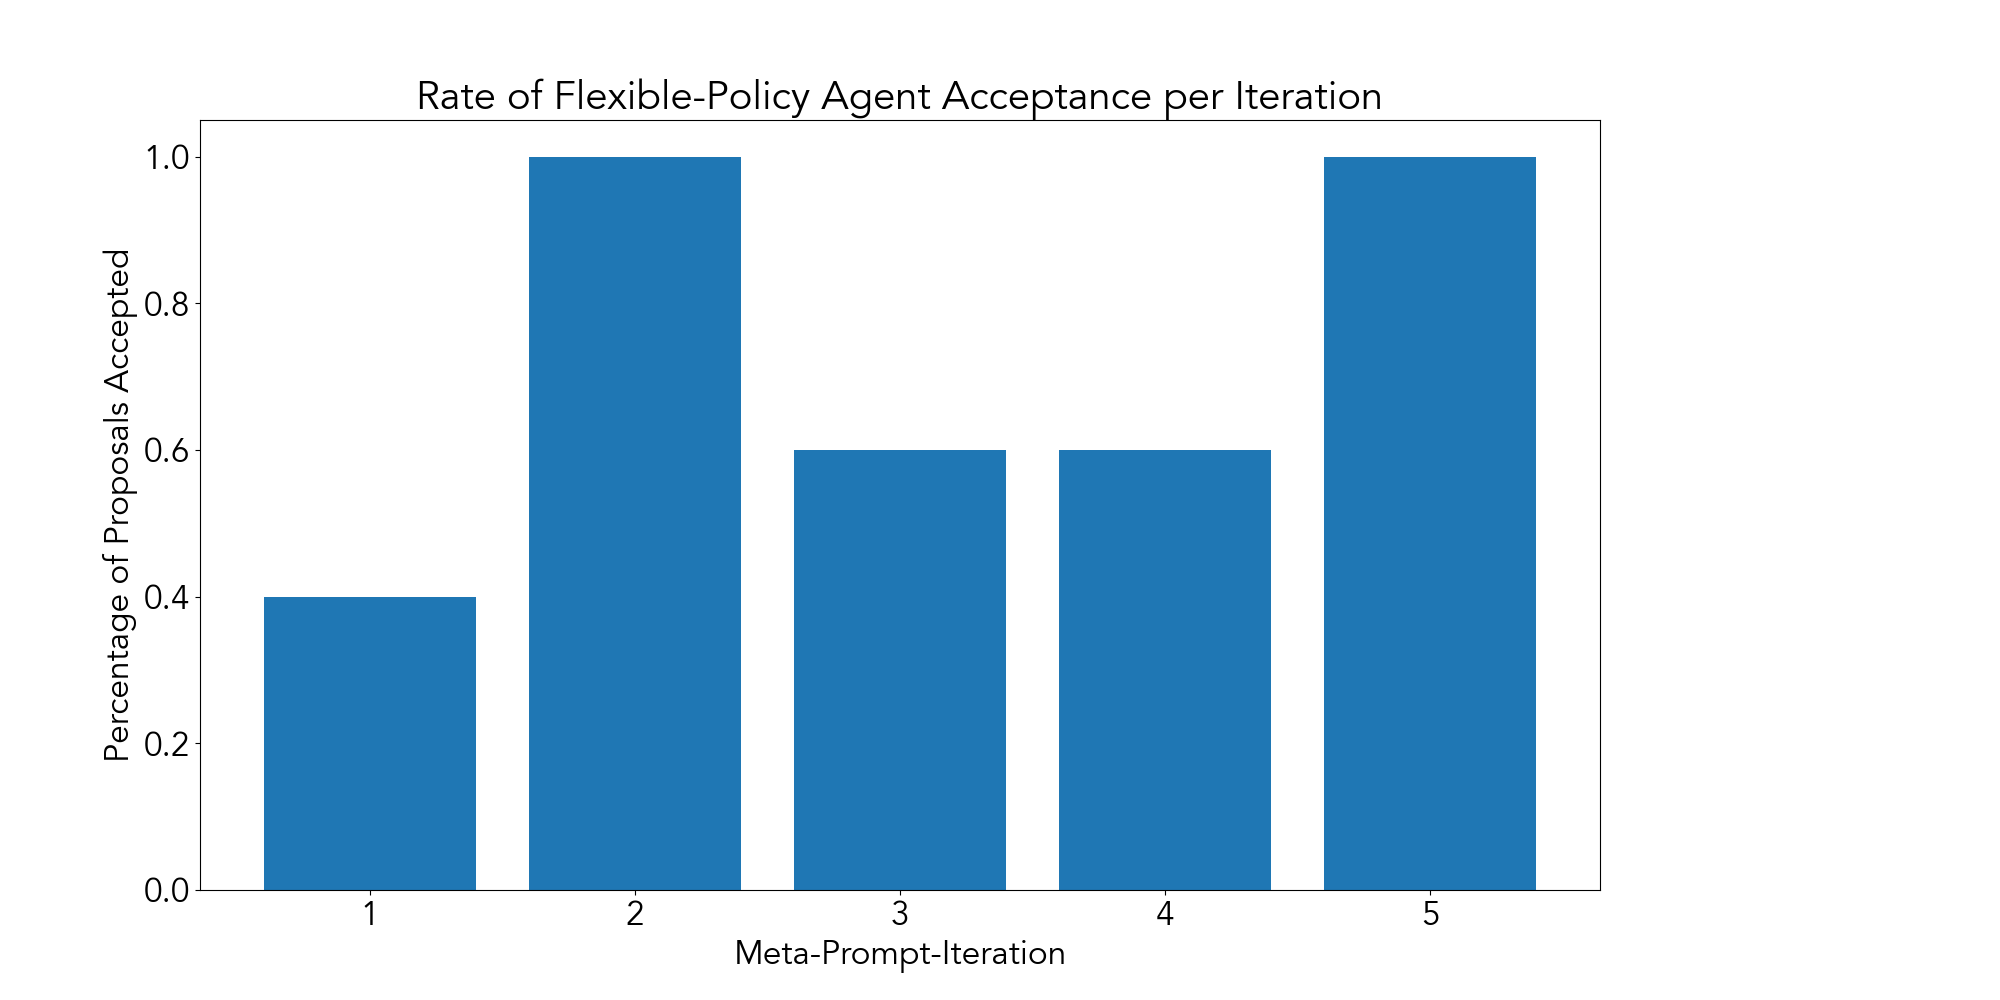 Rate of Flexible-Policy Agent Acceptance per Iteration
Percentage of Proposals Accepted
1.0
0.8
0.6
0.4
0.2
0.0
1 2 3 4 5
Meta-Prompt-Iteration